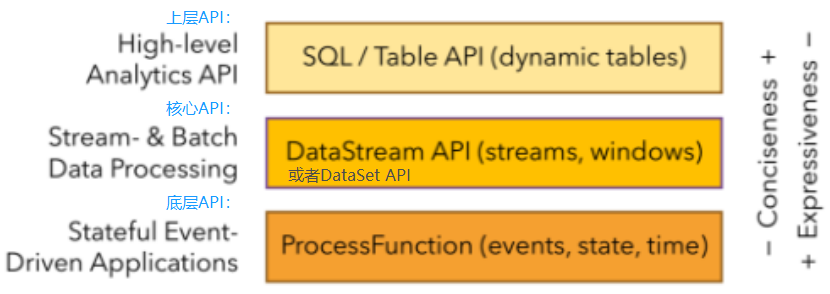 上层API：
High-level
Analytics API
SQL / Table API (dynamic tables)
核心API：
Stream- & Batch
Data Processing
DataStream API (streams, windows)
或者DataSet API
底层API：
Stateful Event-
Driven Applications
ProcessFunction (events, state, time)
− Conciseness +
+ Expressiveness −